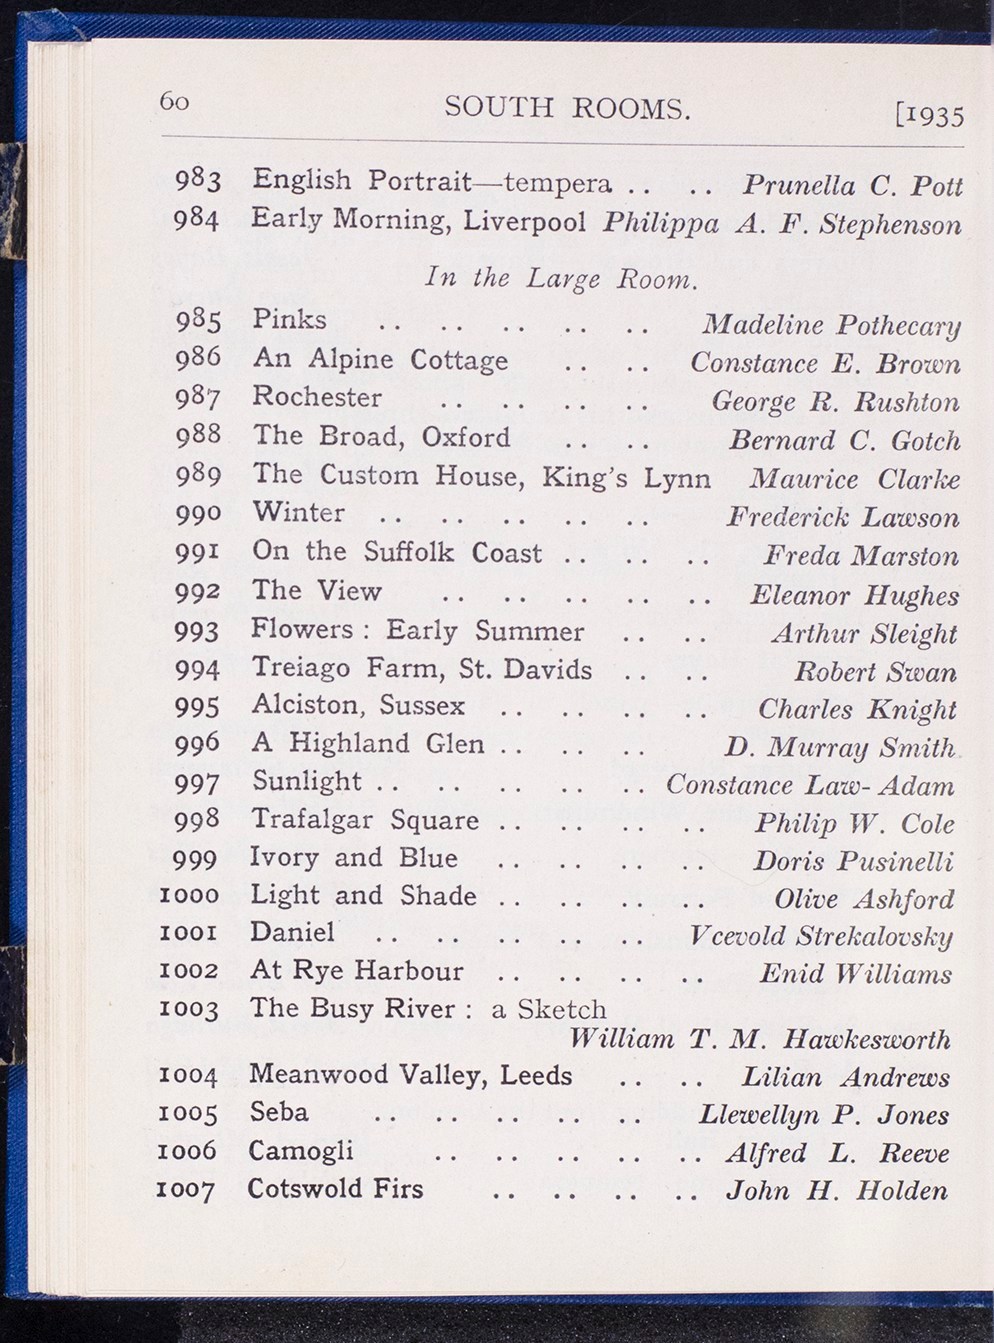 60 SOUTH ROOMS. [1935
983 English Portrait—tempera .. .. Prunella C. Pott
984 Early Morning, Liverpool Philippa A. F. Stephenson
In the Large Room.
985 Pinks .. .. .. .. .. Madeline Pothecary
986 An Alpine Cottage .. .. Constance E. Brown
987 Rochester .. .. .. .. George R. Rushton
988 The Broad, Oxford .. .. Bernard C. Gotch
989 The Custom House, King's Lynn Maurice Clarke
990 Winter .. .. .. .. .. Frederick Lawson
991 On the Suffolk Coast .. .. .. Freda Marston
992 The View .. .. .. .. .. Eleanor Hughes
993 Flowers : Early Summer .. .. Arthur Sleight
994 Treiago Farm, St. Davids .. .. Robert Swan
995 Alciston, Sussex .. .. .. .. Charles Knight
996 A Highland Glen .. .. .. D. Murray Smith
997 Sunlight .. .. .. .. .. Constance Law-Adam
998 Trafalgar Square .. .. .. .. Philip W. Cole
999 Ivory and Blue .. .. .. .. Doris Pusinelli
1000 Light and Shade .. .. .. .. Olive Ashford
1001 Daniel .. .. .. .. .. Vcevold Strekalovsky
1002 At Rye Harbour .. .. .. .. Enid Williams
1003 The Busy River : a Sketch
William T. M. Hawkesworth
1004 Meanwood Valley, Leeds .. .. Lilian Andrews
1005 Seba .. .. .. .. .. Llewellyn P. Jones
1006 Camogli .. .. .. .. .. Alfred L. Reeve
1007 Cotswold Firs .. .. .. .. John H. Holden